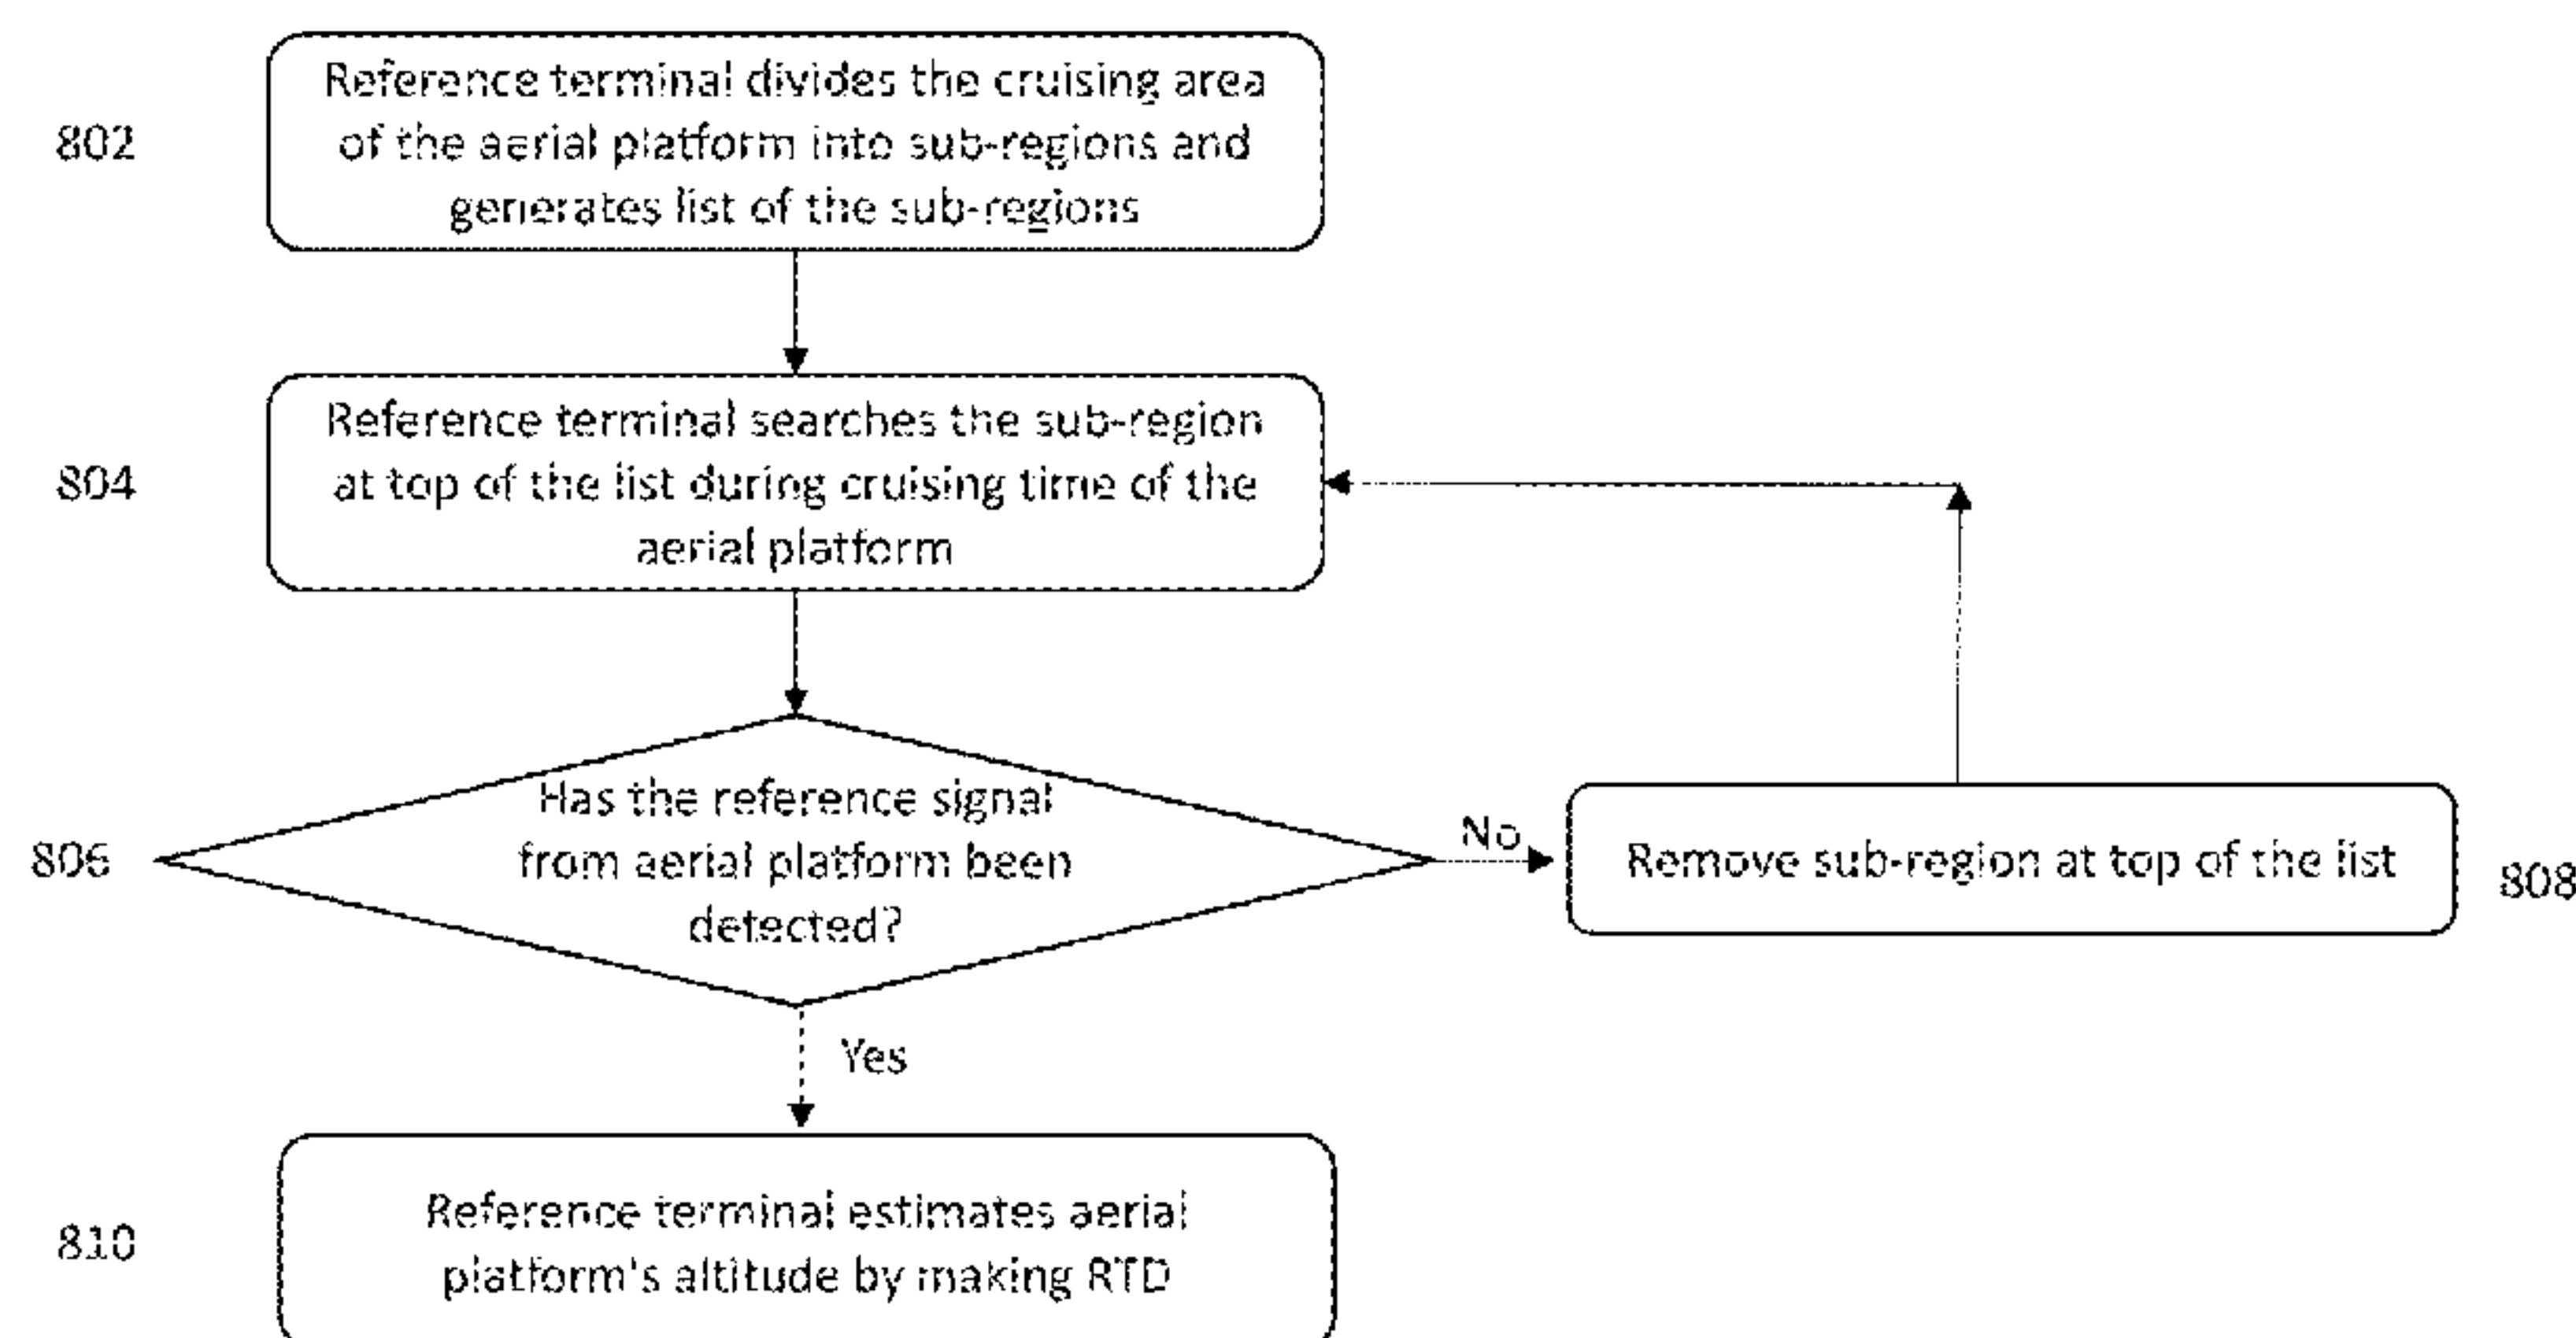 802
Reference terminal divides the cruising area
of the aerial platform into sub-regions and
generates list of the sub-regions
804
Reference terminal searches the sub-region
at top of the list during cruising time of the
aerial platform
806
Has the reference signal
from aerial platform been
detected?
No
Remove sub-region at top of the list
808
Yes
810
Reference terminal estimates aerial
platform's altitude by making RTD